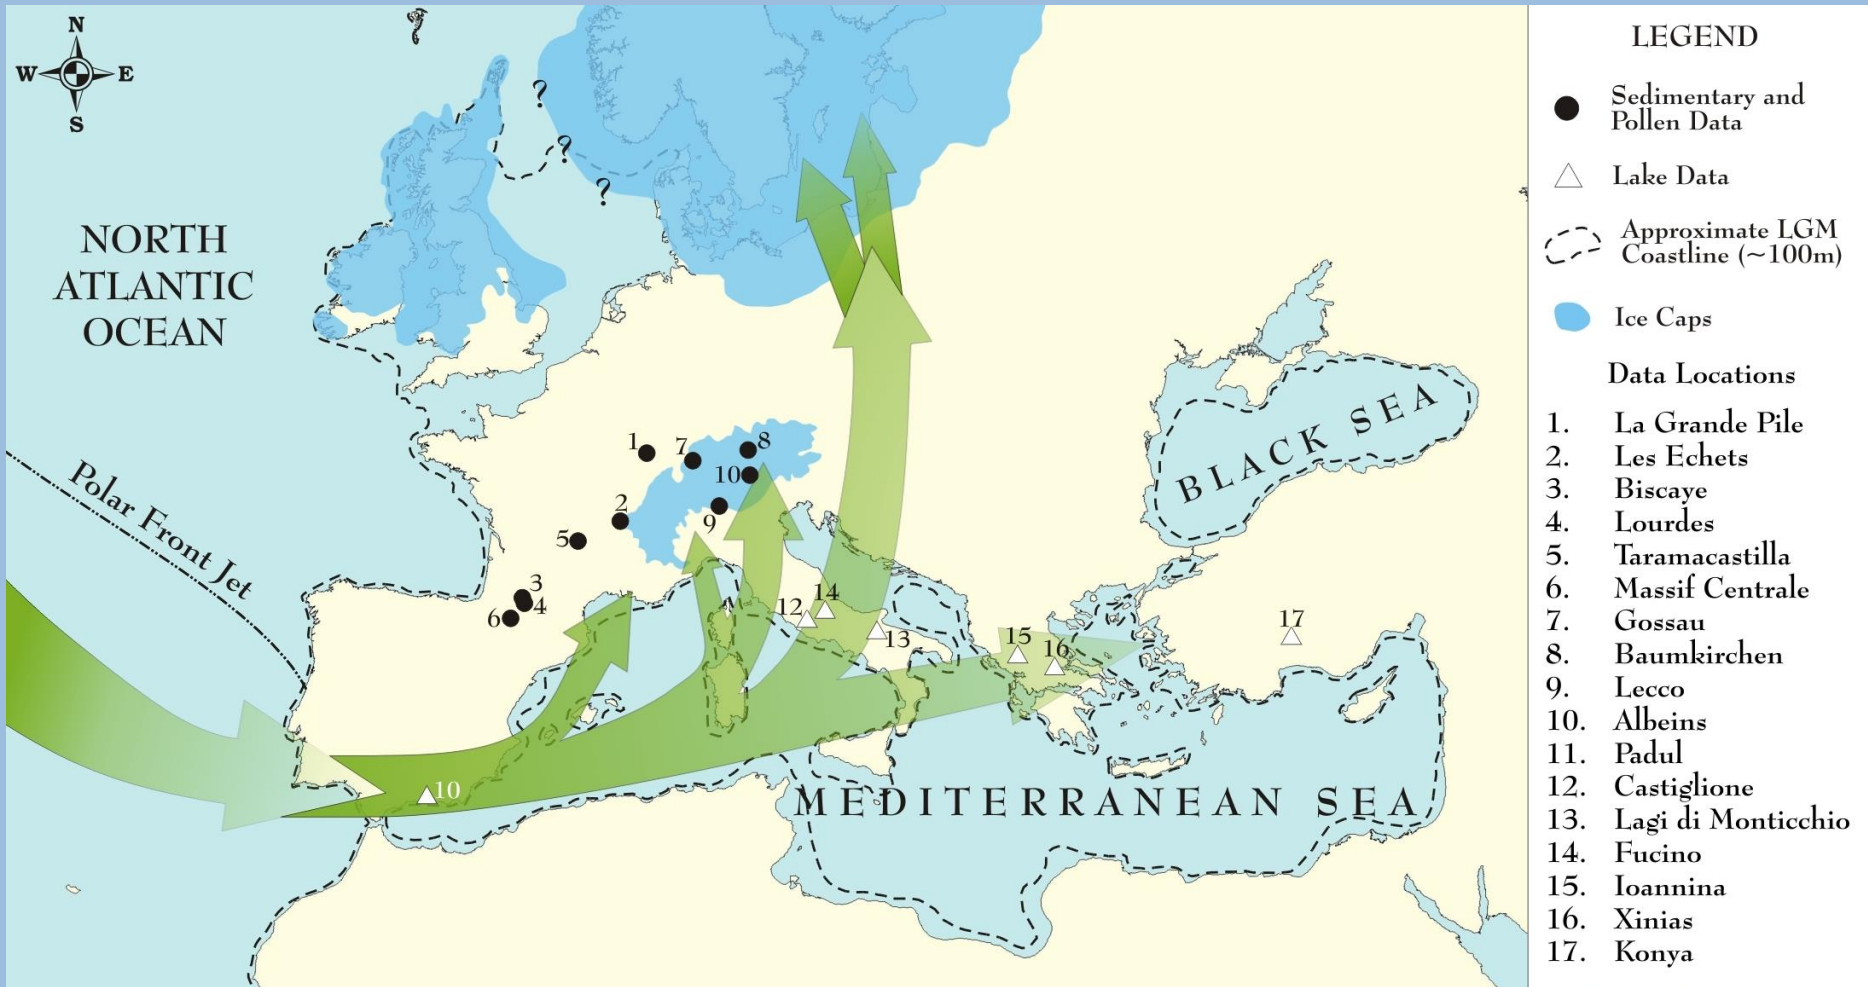 N
W E
S
NORTH
ATLANTIC
OCEAN
Polar Front Jet
?
?
?
1
7
8
10
2
9
5
3
4
6
14
12
13
15
16
17
10
BLACK SEA
MEDITERRANEAN SEA
LEGEND
Sedimentary and
Pollen Data
Lake Data
Approximate LGM
Coastline (~100m)
Ice Caps
Data Locations
1. La Grande Pile
2. Les Echets
3. Biscaye
4. Lourdes
5. Taramacastilla
6. Massif Centrale
7. Gossau
8. Baumkirchen
9. Lecco
10. Albeins
11. Padul
12. Castiglione
13. Lagi di Monticchio
14. Fucino
15. Ioannina
16. Xinias
17. Konya